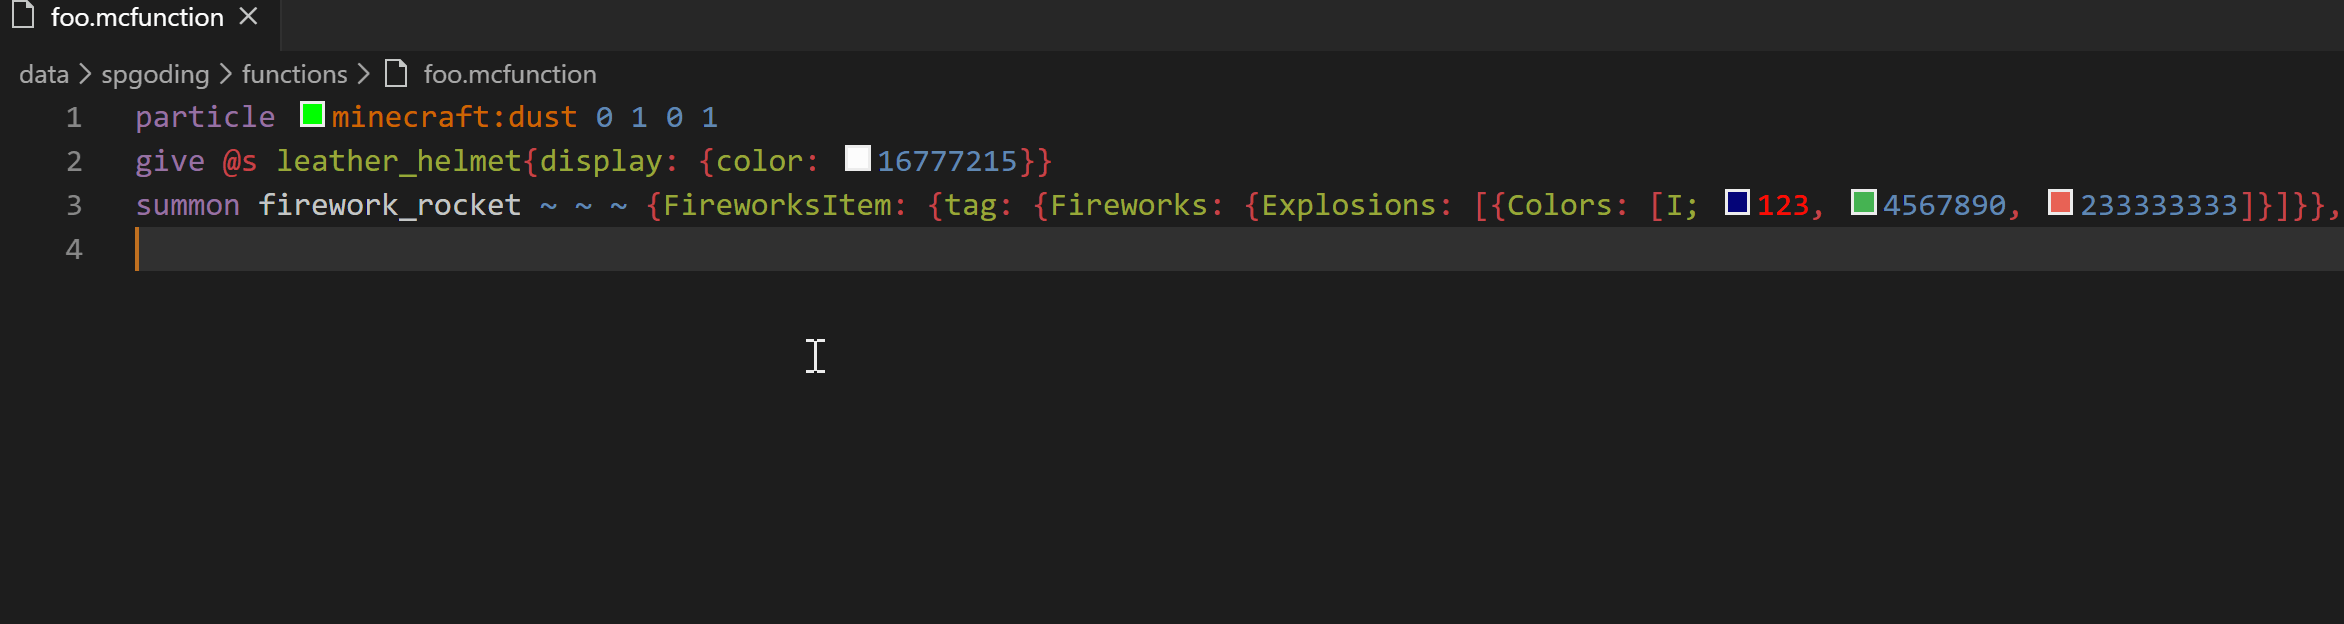 foo.mcfunction
data > spgoding > functions > foo.mcfunction
1 particle minecraft:dust 0 1 0 1
2 give @s leather_helmet{display: {color: 16777215}}
3 summon firework_rocket ~ ~ ~ {FireworksItem: {tag: {Fireworks: {Explosions: [{Colors: [I; 123, 4567890, 233333333]}]}},
4